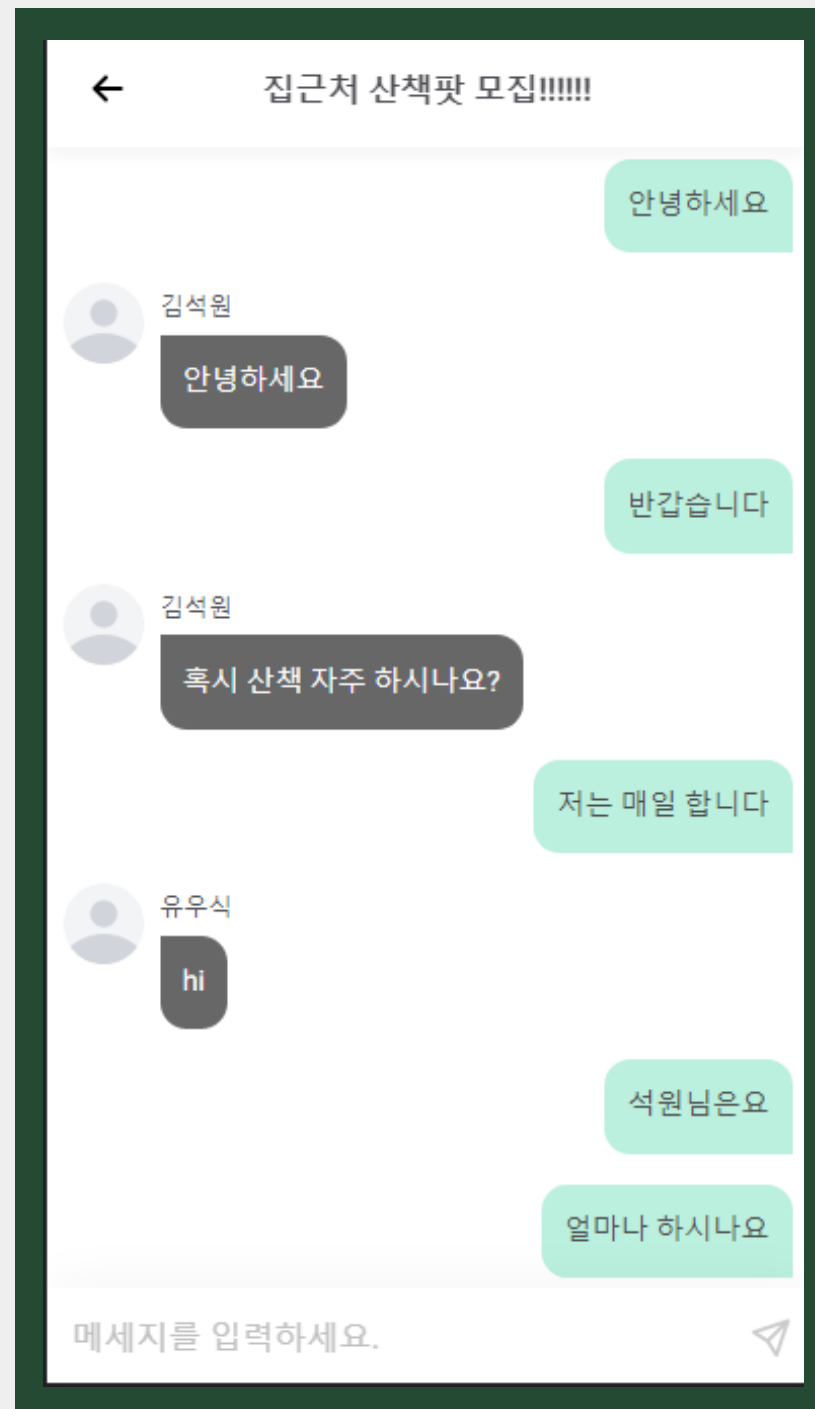 집근처 산책팟 모집!!!!!!
안녕하세요
김석원
안녕하세요
반갑습니다
김석원
혹시 산책 자주 하시나요?
저는 매일 합니다
유우식
hi
석원님은요
얼마나 하시나요
메세지를 입력하세요.